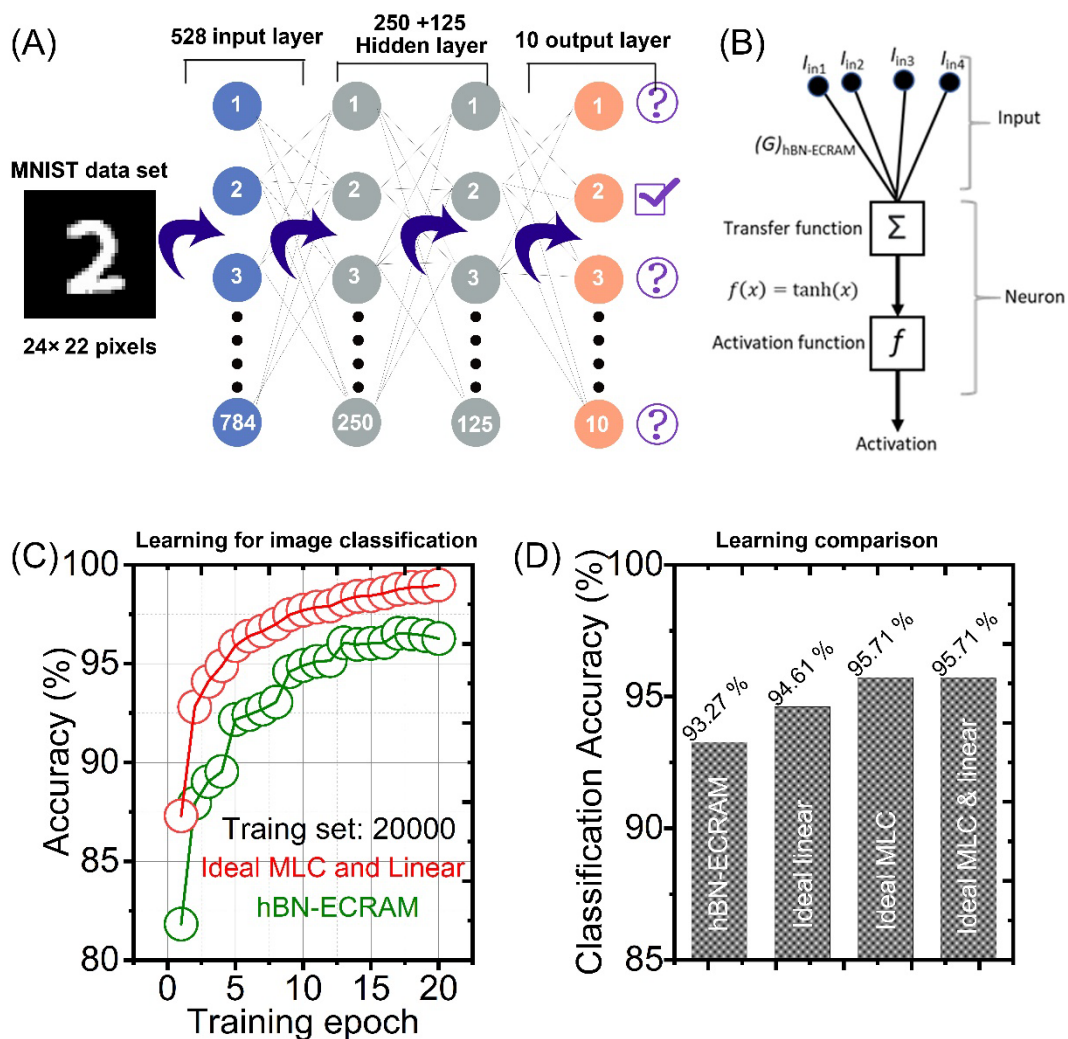 (A)
528 input layer
250 +125
Hidden layer
10 output layer
MNIST data set
2
24× 22 pixels
1 1 1 1 ?
2 2 2 2
3 3 3 3 ?
784 250 125 10 ?
(B)
Iin1 Iin2 Iin3 Iin4
Input
(G)hBN-ECRAM
Transfer function Σ
f(x) = tanh(x)
Neuron
Activation function f
Activation
(C)
Learning for image classification
Accuracy (%)
100
95
90
85
80
Traing set: 20000
Ideal MLC and Linear
hBN-ECRAM
0 5 10 15 20
Training epoch
(D)
Learning comparison
Classification Accuracy (%)
100
95
90
85
93.27 %
94.61 %
95.71 %
95.71 %
hBN-ECRAM
Ideal linear
Ideal MLC
Ideal MLC & linear